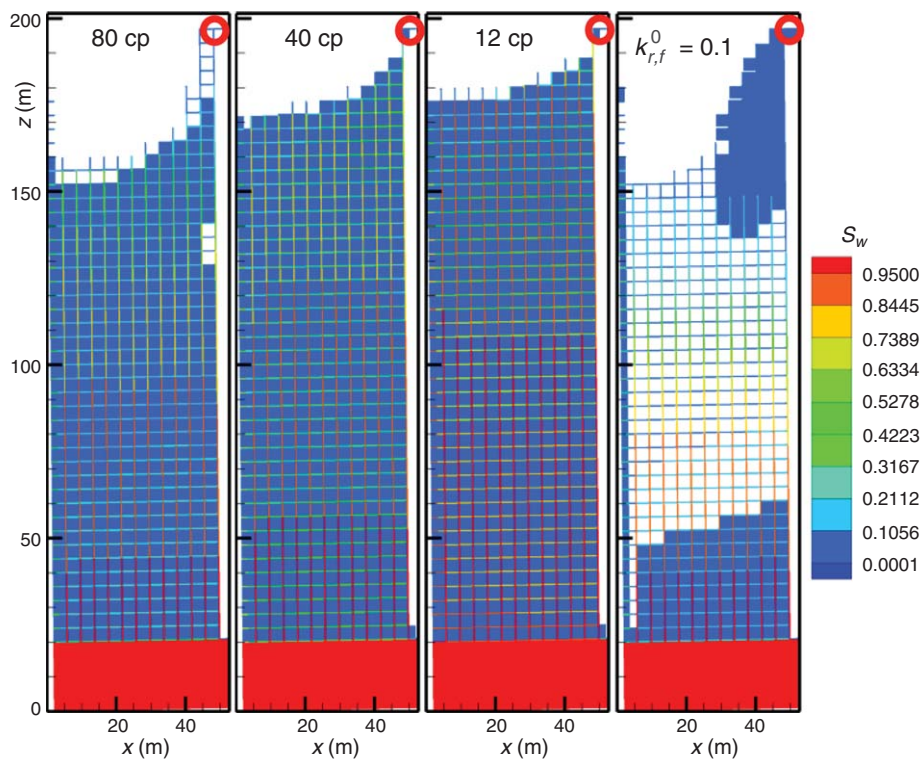 80 cp
40 cp
12 cp
k⁰r,f = 0.1
z (m)
200
150
100
50
0
20 40
20 40
20 40
20 40
x (m)
x (m)
x (m)
x (m)
Sw
0.9500
0.8445
0.7389
0.6334
0.5278
0.4223
0.3167
0.2112
0.1056
0.0001